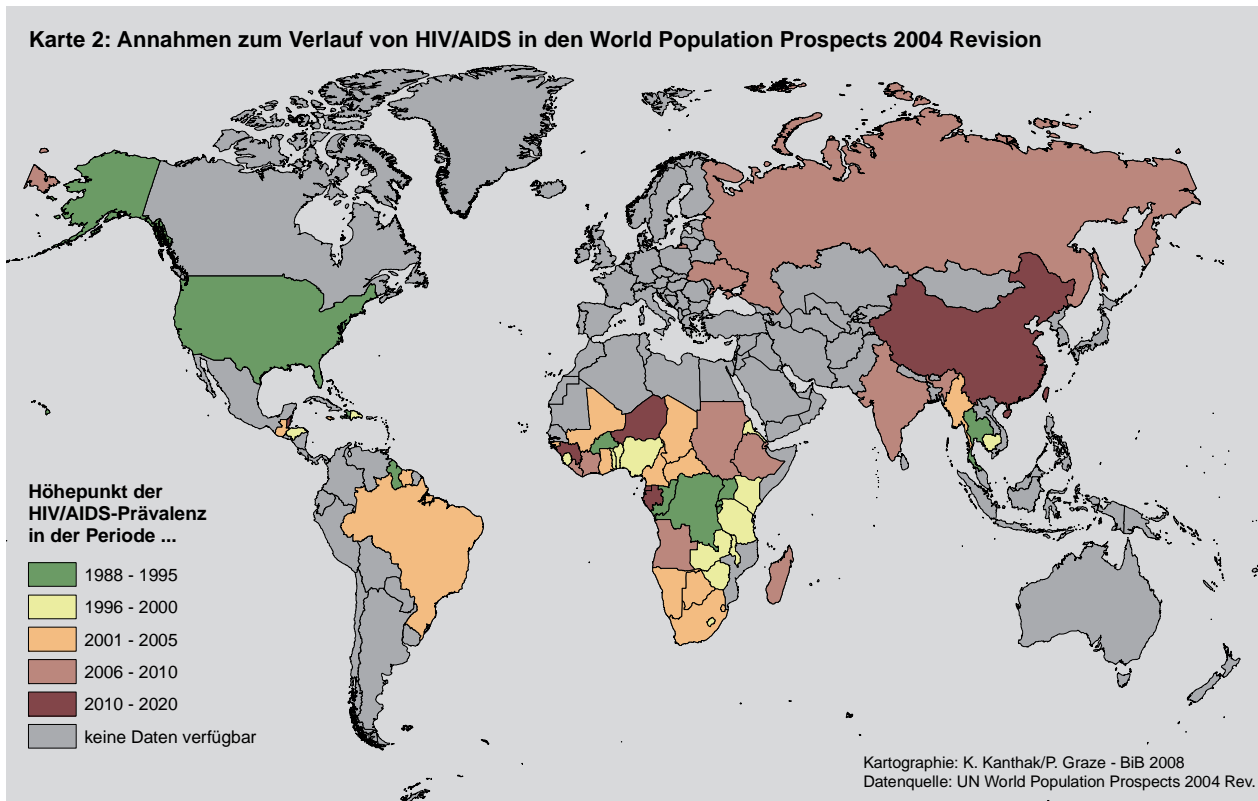 Karte 2: Annahmen zum Verlauf von HIV/AIDS in den World Population Prospects 2004 Revision
Höhepunkt der
HIV/AIDS-Prävalenz
in der Periode ...
1988 - 1995
1996 - 2000
2001 - 2005
2006 - 2010
2010 - 2020
keine Daten verfügbar
Kartographie: K. Kanthak/P. Graze - BiB 2008
Datenquelle: UN World Population Prospects 2004 Rev.